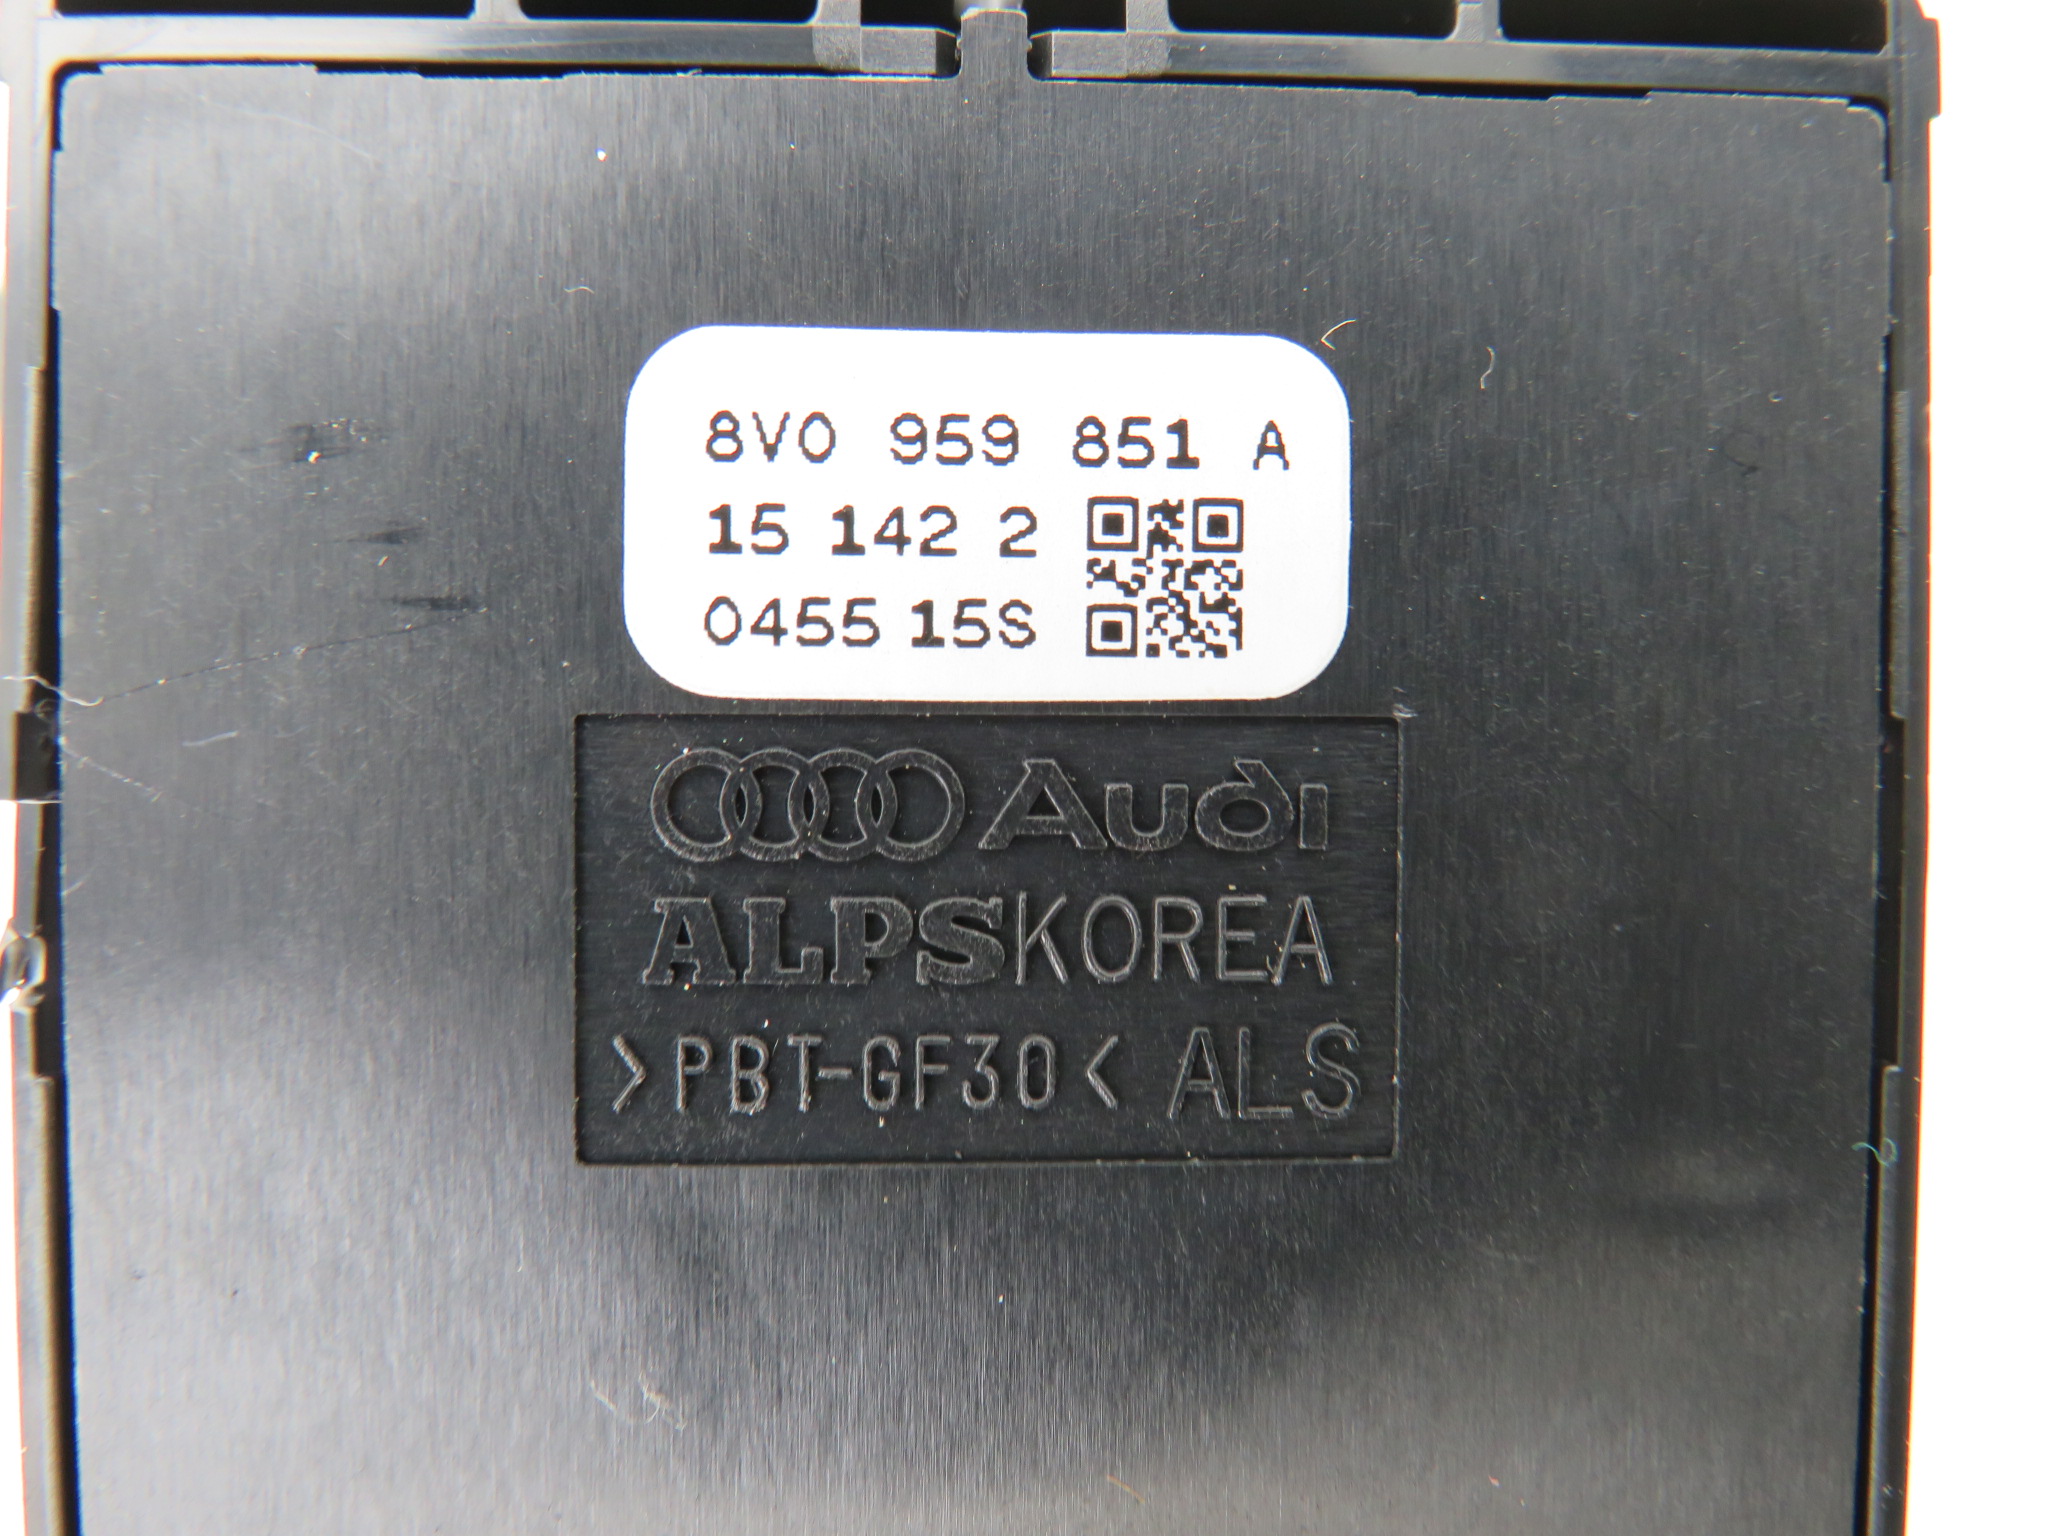 8V0 959 851 A
15 142 2
0455 15S
Audi
ALPSKOREA
>PBT-GF30< ALS